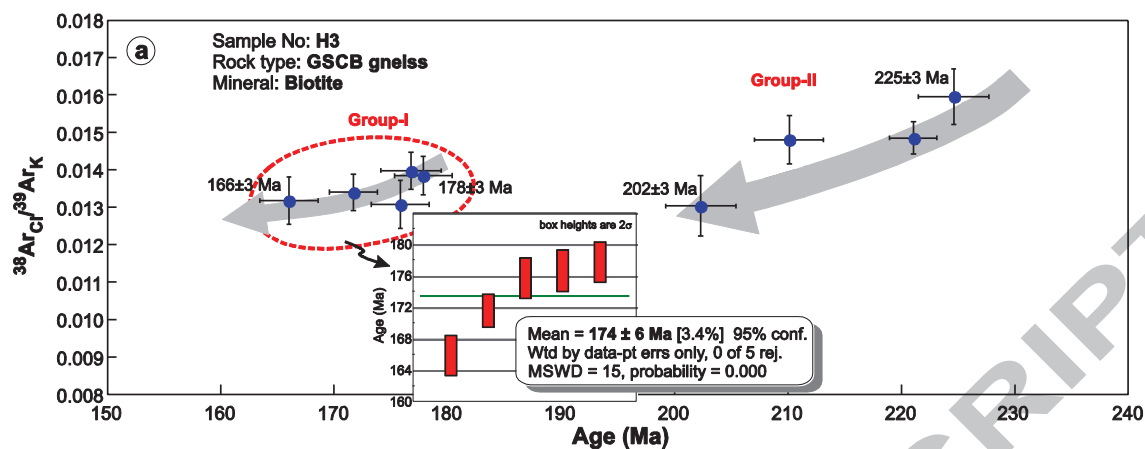 a
Sample No: H3
Rock type: GSCB gneiss
Mineral: Biotite
Group-I
Group-II
225±3 Ma
166±3 Ma
178±3 Ma
202±3 Ma
0.018
0.017
0.016
0.015
0.014
0.013
0.012
0.011
0.010
0.009
0.008
38ArCl/39ArK
box heights are 2σ
180
176
172
168
164
160
Age (Ma)
Mean = 174 ± 6 Ma [3.4%] 95% conf.
Wtd by data-pt errs only, 0 of 5 rej.
MSWD = 15, probability = 0.000
150 160 170 180 190 200 210 220 230 240
Age (Ma)
SCRIPT